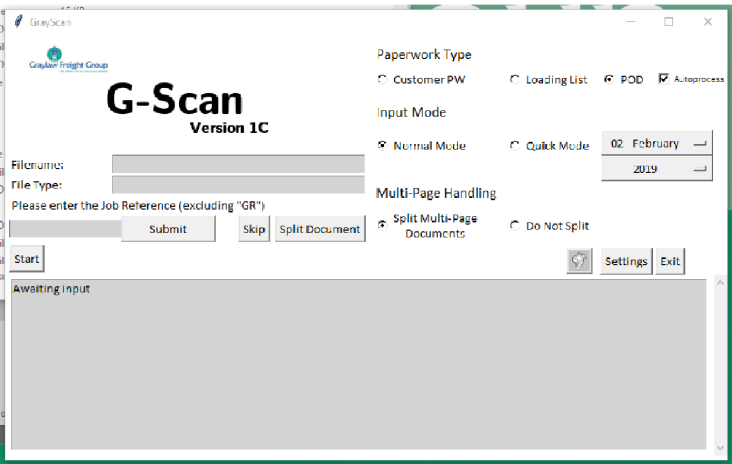 GrayScan
Graylaw Freight Group
G-Scan
Version 1C
Paperwork Type
Customer PW
Loading List
POD
Autoprocess
Input Mode
Normal Mode
Quick Mode
02 February
2019
Filename:
File Type:
Please enter the Job Reference (excluding "GR")
Submit
Skip
Split Document
Multi-Page Handling
Split Multi-Page
Documents
Do Not Split
Start
Settings
Exit
Awaiting input